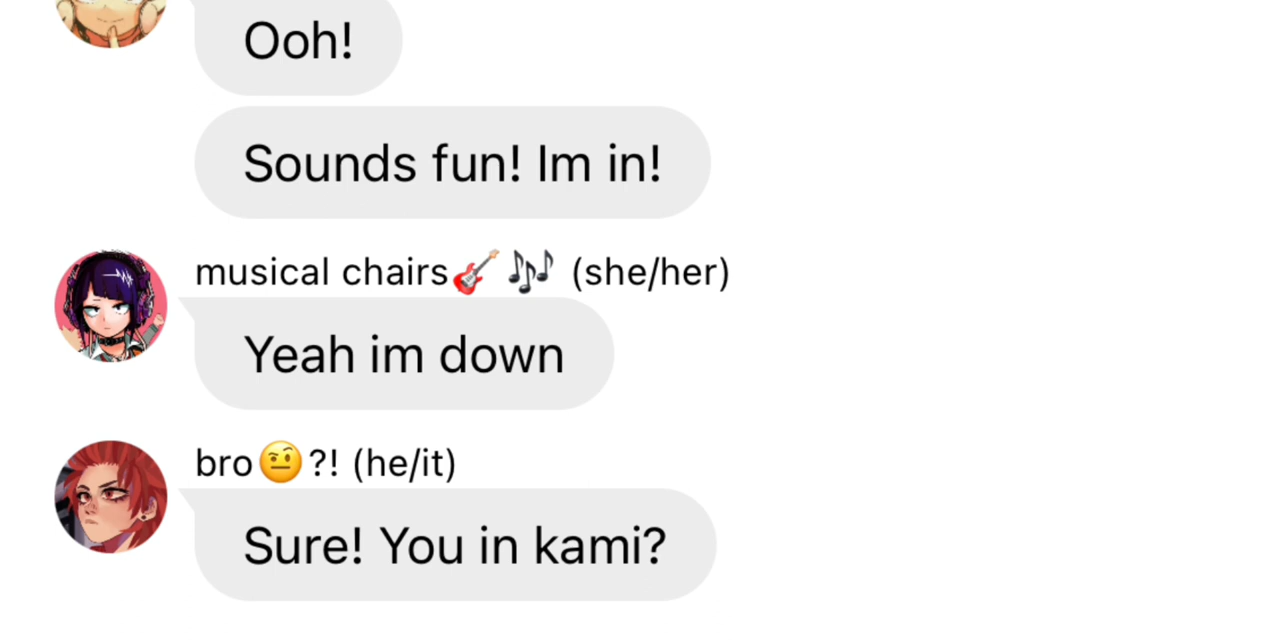 Ooh!
Sounds fun! Im in!
musical chairs🎸🎶 (she/her)
Yeah im down
bro🤨?! (he/it)
Sure! You in kami?